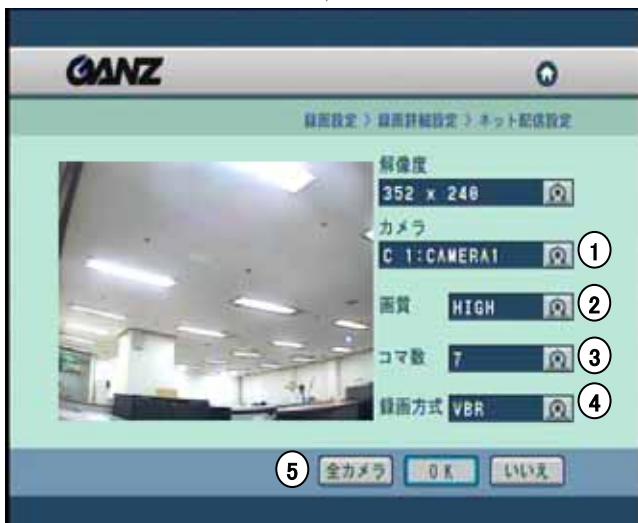 GANZ
録画設定 > 録画詳細設定 > ネット配信設定
解像度
352 x 240
カメラ
C 1:CAMERA1
1
画質
HIGH
2
コマ数
7
3
録画方式
VBR
4
5
全カメラ
OK
いいえ